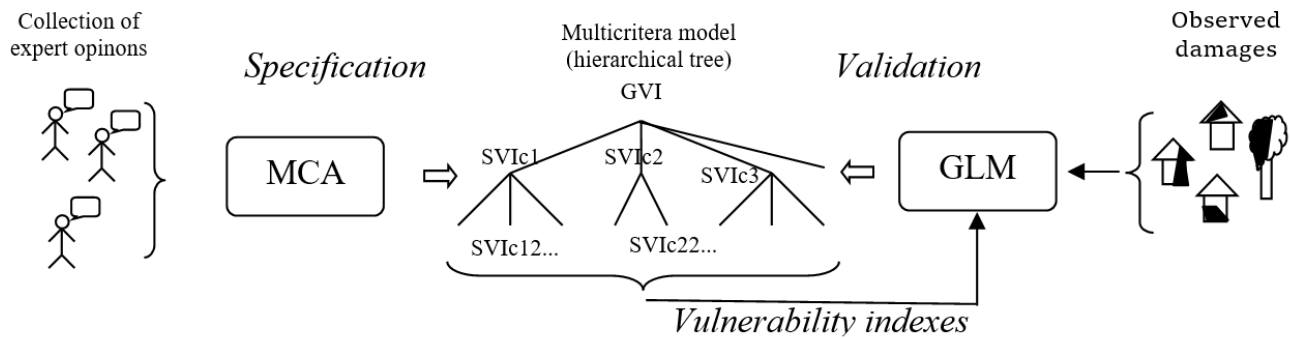 Collection of
expert opinons
Specification
MCA
Multicritera model
(hierarchical tree)
GVI
SVIc1
SVIc2
SVIc3
SVIc12...
SVIc22...
Validation
GLM
Observed
damages
Vulnerability indexes